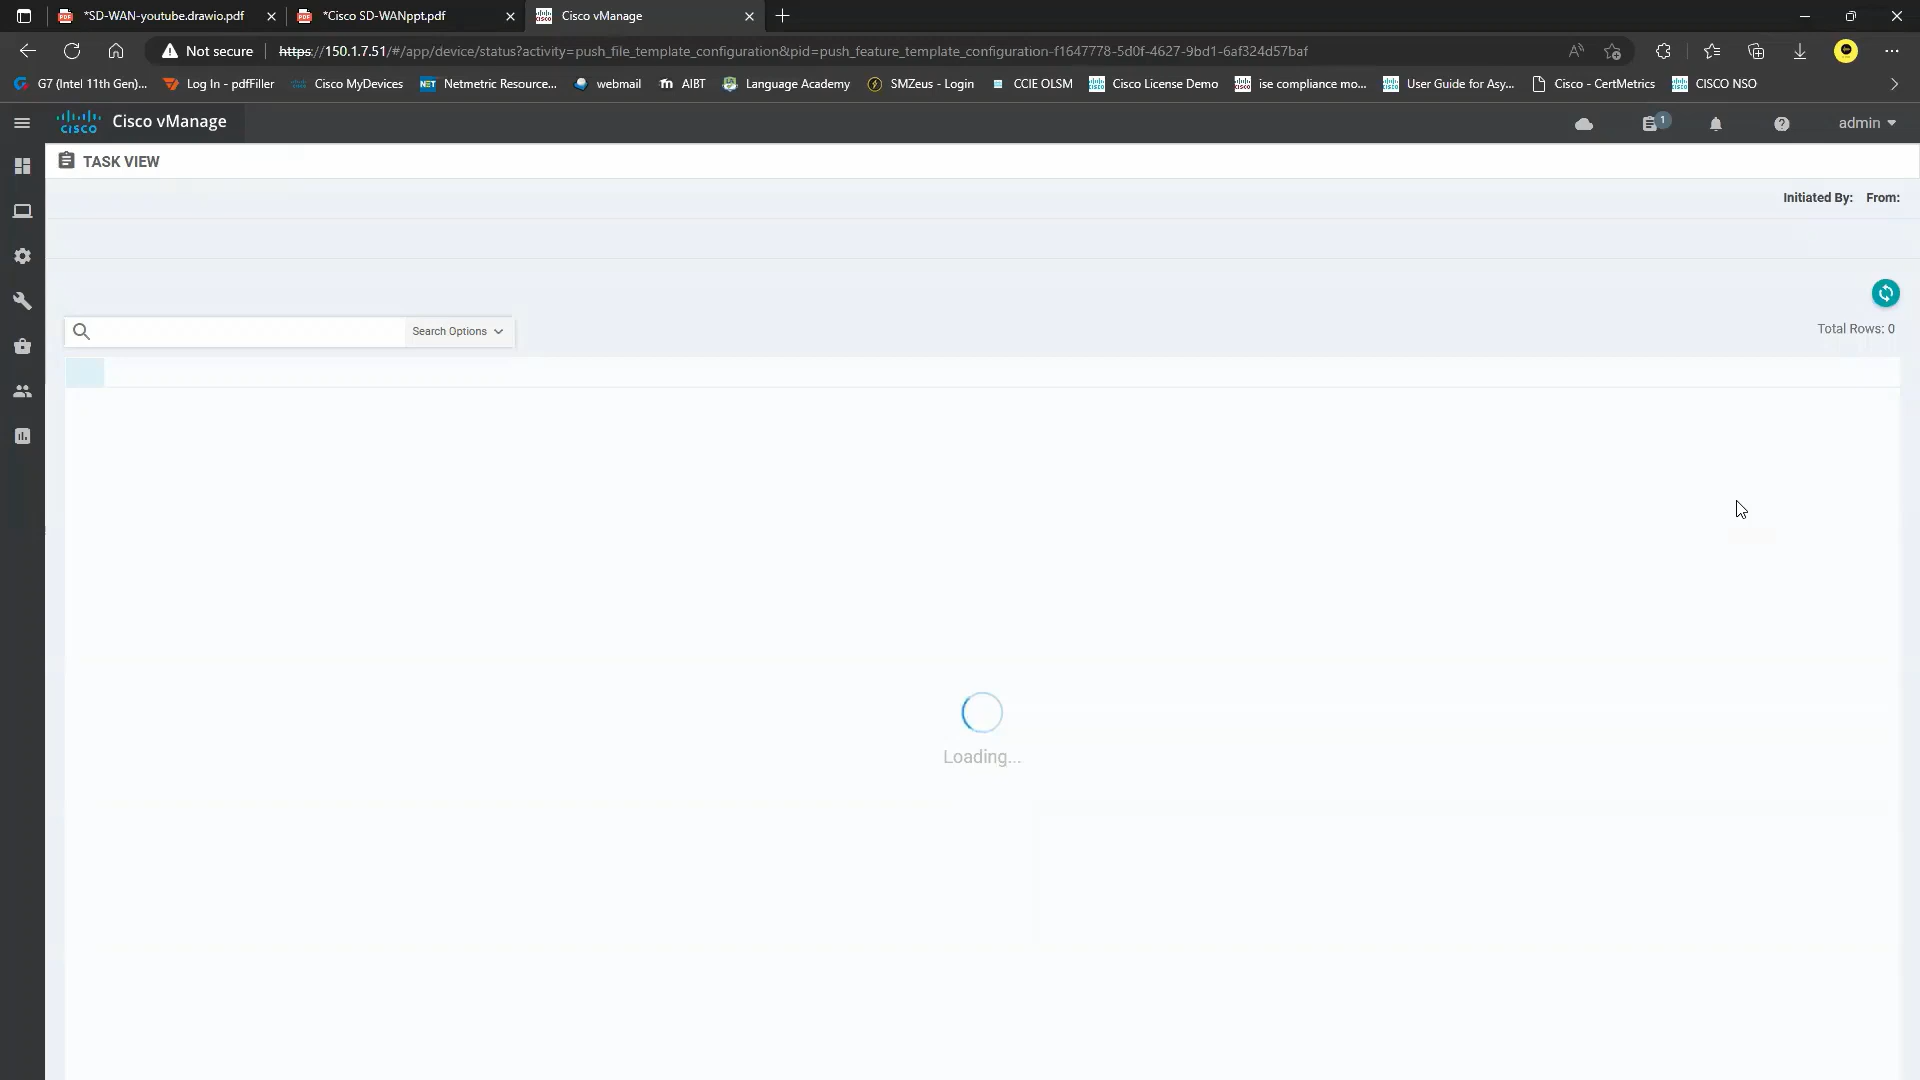 *SD-WAN-youtube.drawio.pdf
*Cisco SD-WANppt.pdf
Cisco vManage
Not secure
https://150.1.7.51/#/app/device/status?activity=push_file_template_configuration&pid=push_feature_template_configuration-f1647778-5d0f-4627-9bd1-6af324d57baf
G7 (Intel 11th Gen)...
Log In - pdfFiller
Cisco MyDevices
NET
Netmetric Resource...
webmail
AIBT
Language Academy
SMZeus - Login
CCIE OLSM
Cisco License Demo
ise compliance mo...
User Guide for Asy...
Cisco - CertMetrics
CISCO NSO
cisco
Cisco vManage
1
admin
TASK VIEW
Initiated By: From:
Search Options
Total Rows: 0
Loading...